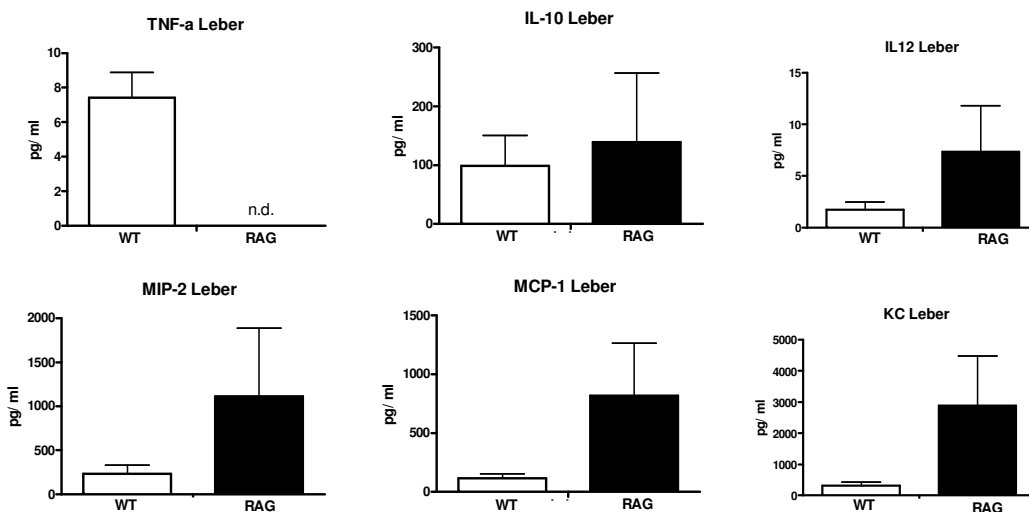 TNF-a Leber
10
8
6
4
2
0
pg/ ml
n.d.
WT RAG
IL-10 Leber
300
200
100
0
pg/ ml
WT RAG
IL12 Leber
15
10
5
0
pg/ ml
WT RAG
MIP-2 Leber
2000
1500
1000
500
0
pg/ ml
WT RAG
MCP-1 Leber
1500
1000
500
0
pg/ ml
WT RAG
KC Leber
5000
4000
3000
2000
1000
0
pg/ ml
WT RAG